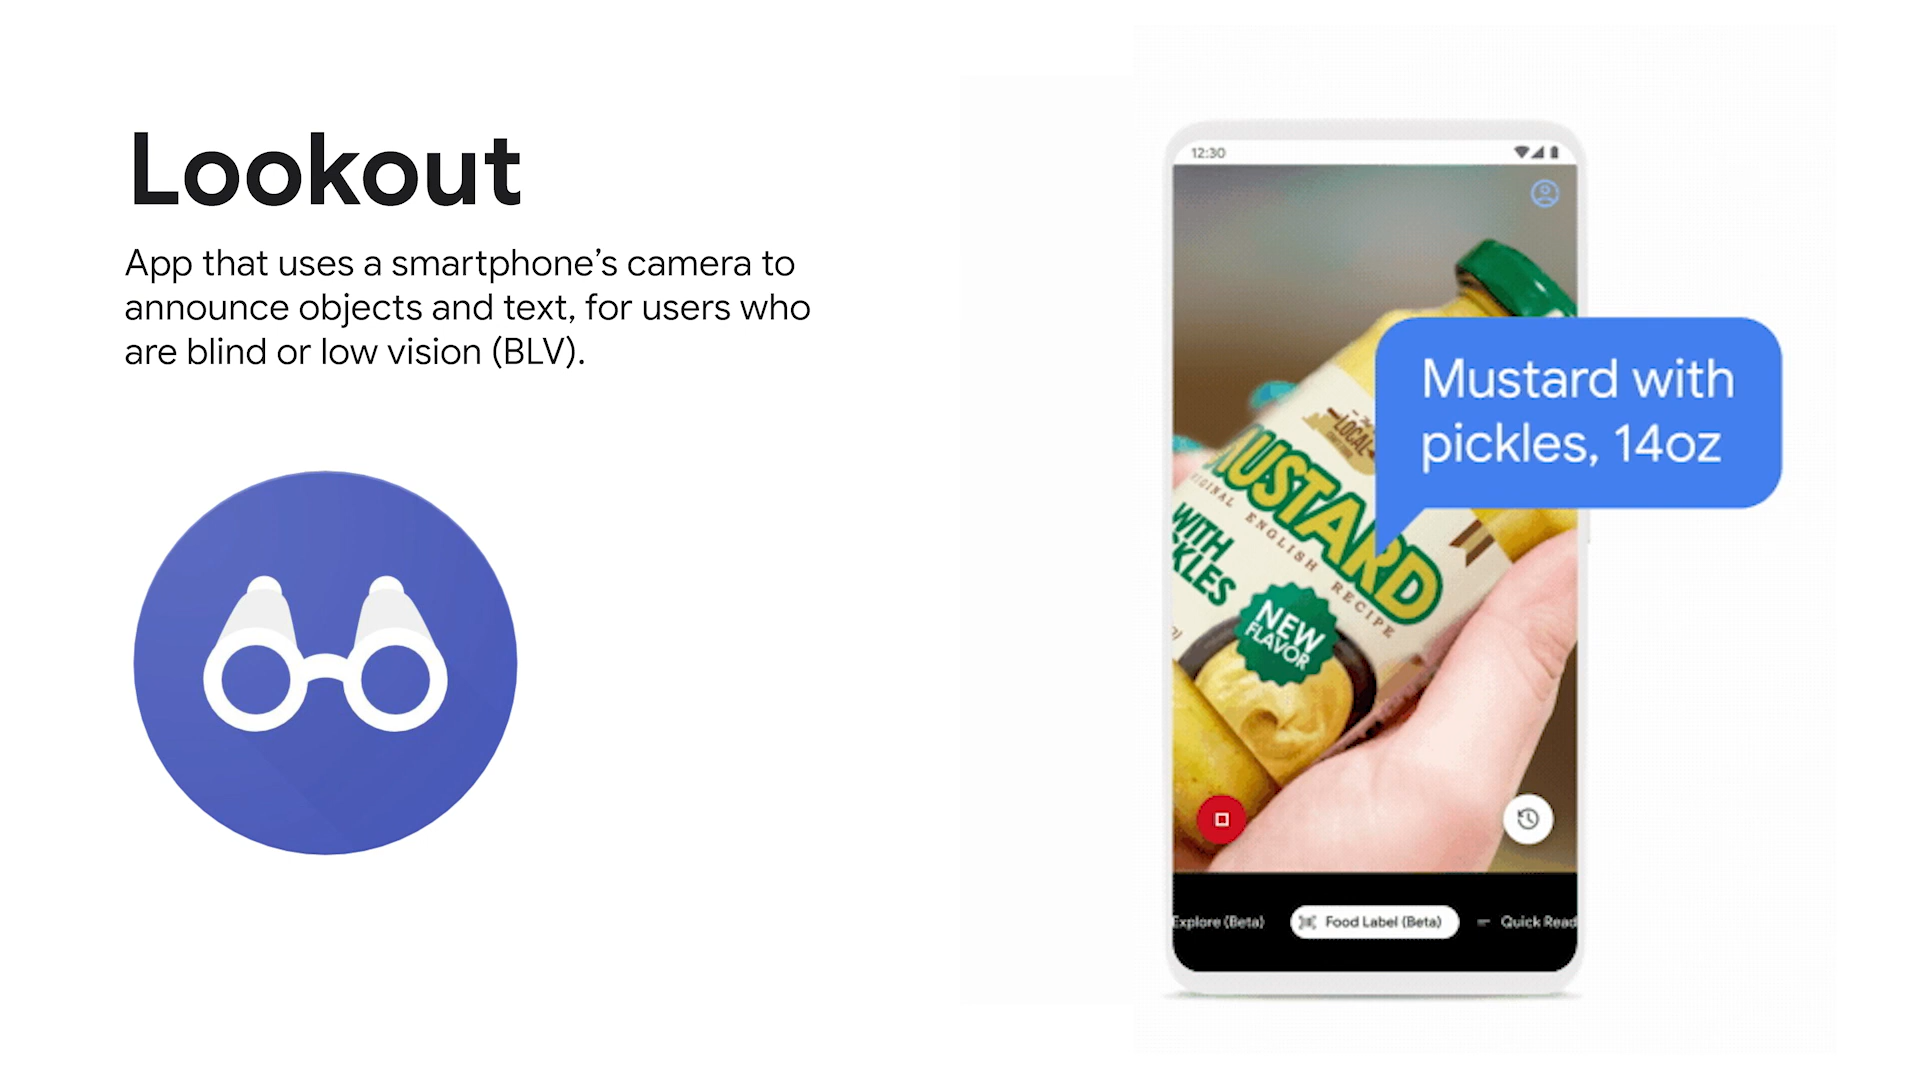 Lookout
App that uses a smartphone’s camera to
announce objects and text, for users who
are blind or low vision (BLV).
12:30
Mustard with
pickles, 14oz
LOCAL
MUSTARD
ORIGINAL ENGLISH RECIPE
WITH
PICKLES
NEW
FLAVOR
Explore (Beta)
Food Label (Beta)
Quick Read